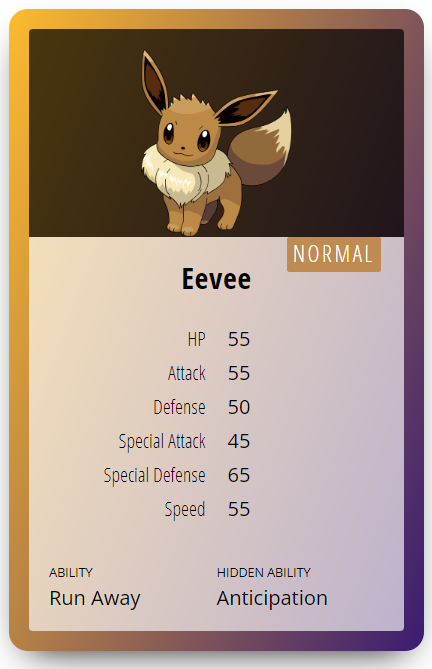 NORMAL
Eevee
HP 55
Attack 55
Defense 50
Special Attack 45
Special Defense 65
Speed 55
ABILITY HIDDEN ABILITY
Run Away Anticipation